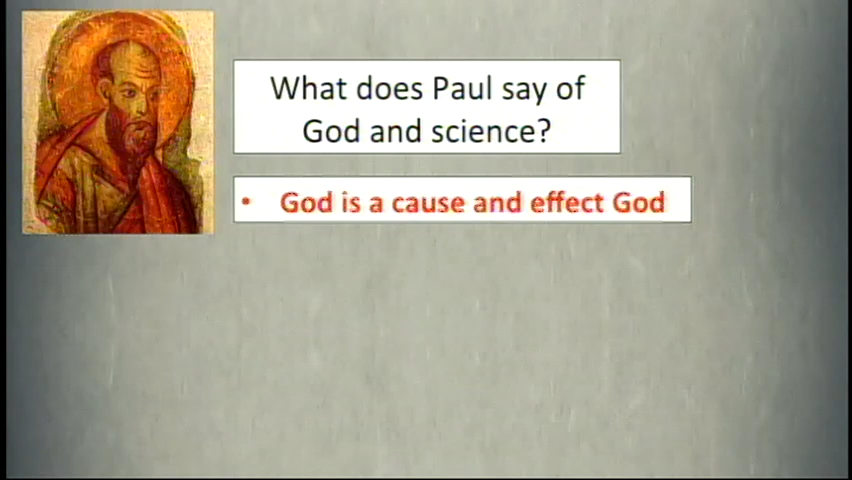 What does Paul say of
God and science?
• God is a cause and effect God